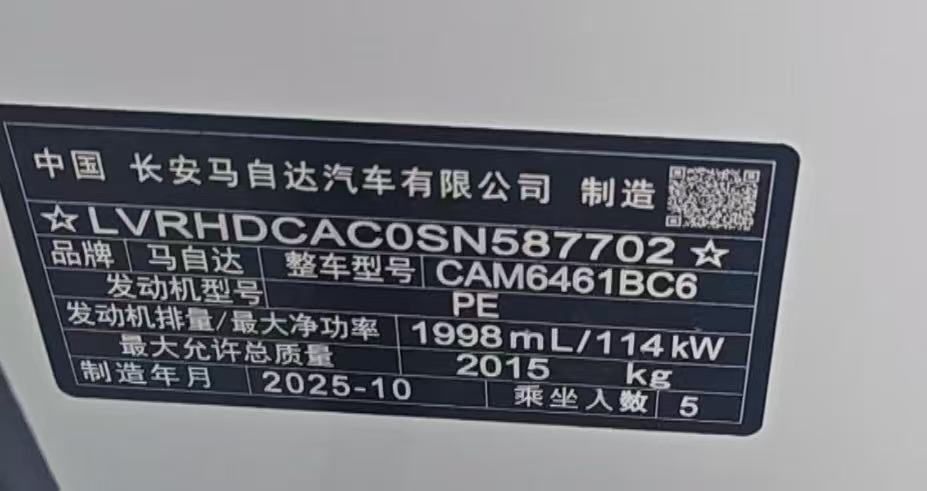 中国 长安马自达汽车有限公司 制造
☆LVRHDCAC0SN587702☆
品牌 马自达 整车型号 CAM6461BC6
发动机型号 PE
发动机排量/最大净功率 1998mL/114kW
最大允许总质量 2015 kg
制造年月 2025-10 乘坐人数 5